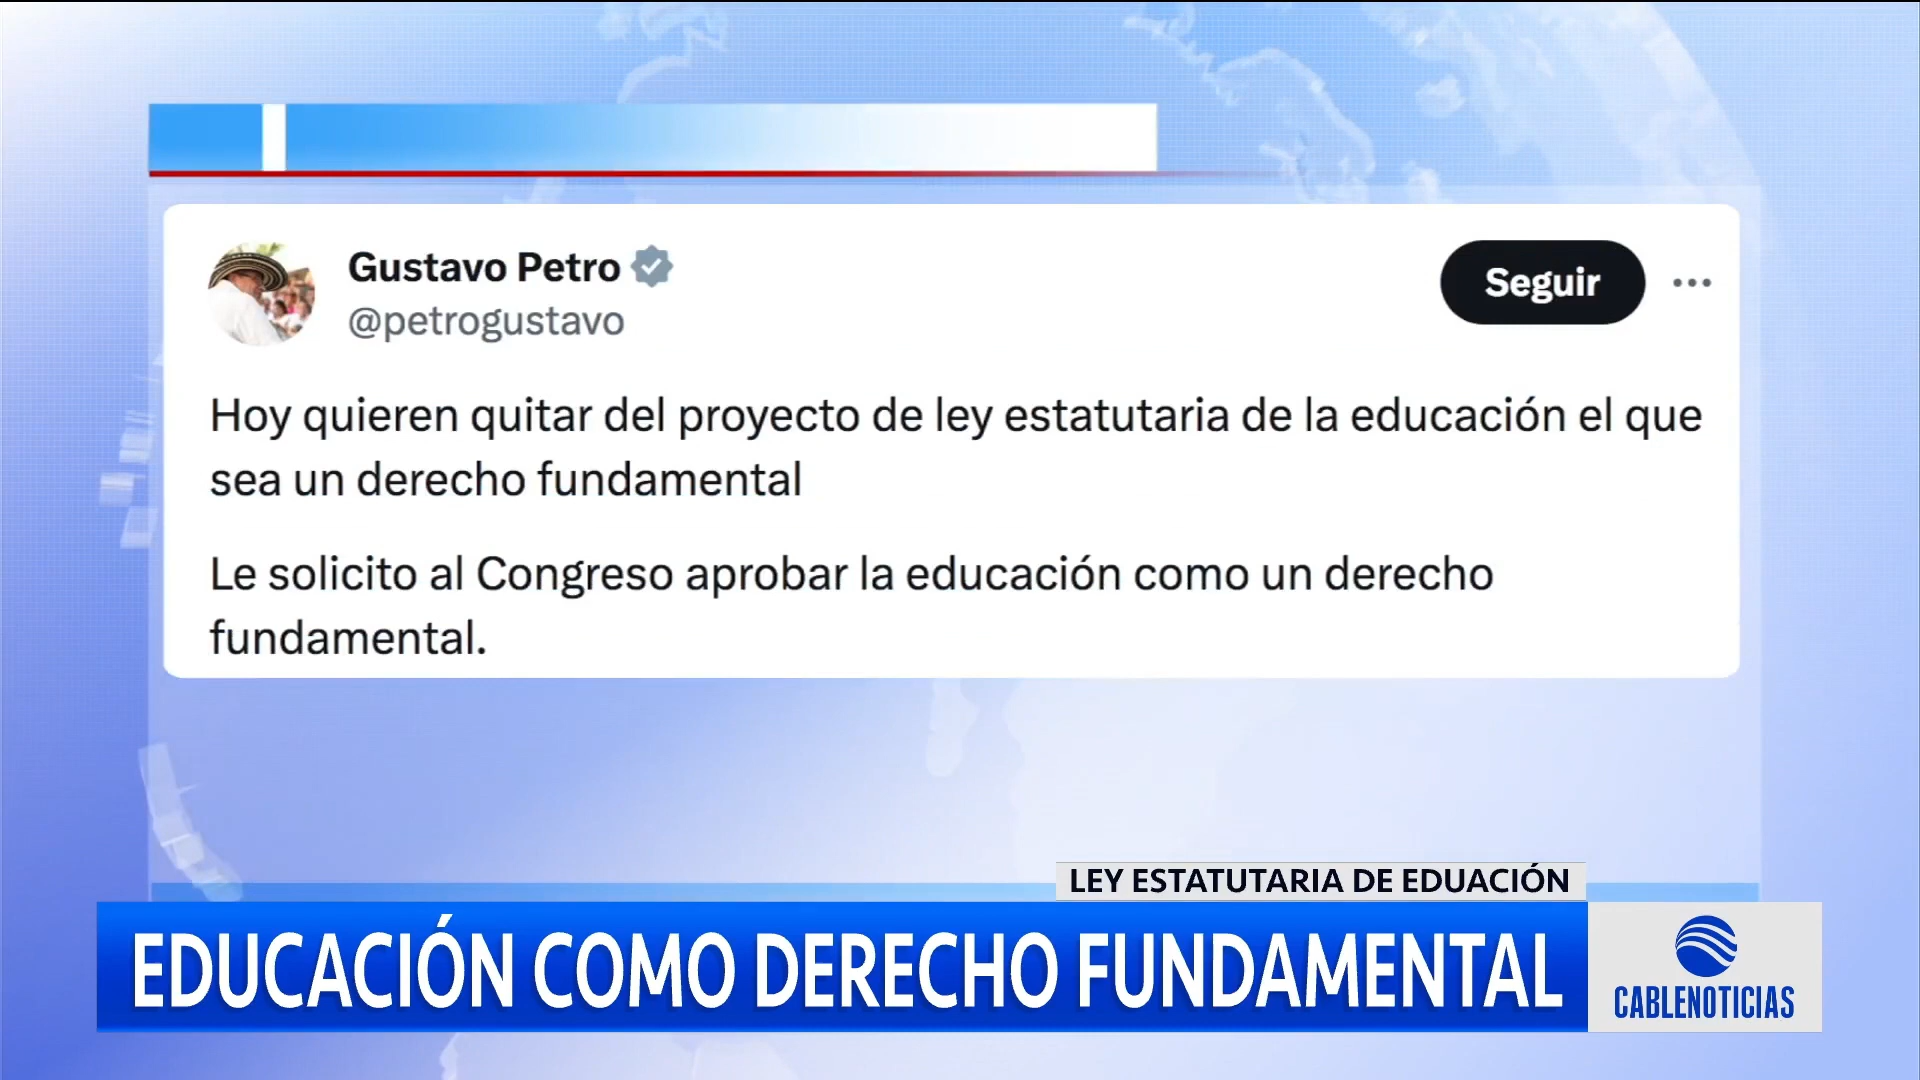 Gustavo Petro
@petrogustavo
Seguir
Hoy quieren quitar del proyecto de ley estatutaria de la educación el que
sea un derecho fundamental
Le solicito al Congreso aprobar la educación como un derecho
fundamental.
LEY ESTATUTARIA DE EDUACIÓN
EDUCACIÓN COMO DERECHO FUNDAMENTAL
CABLENOTICIAS